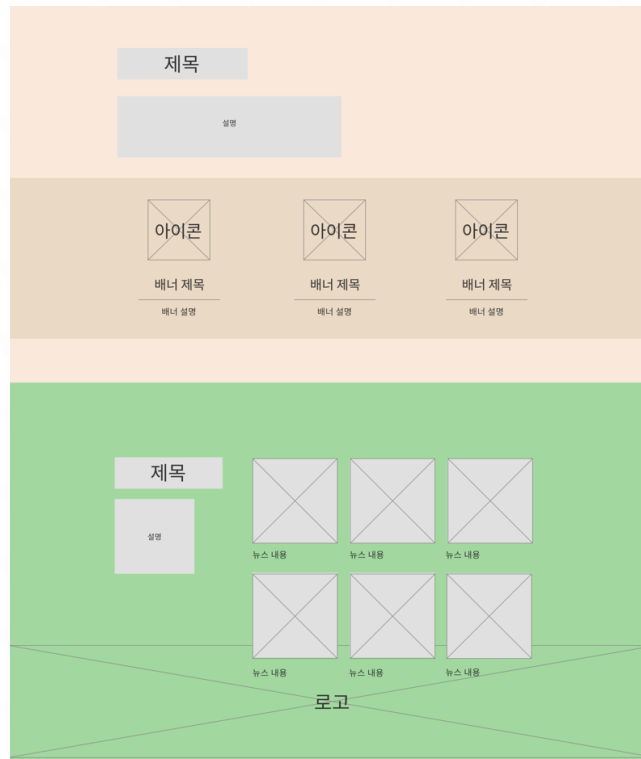 제목
설명
아이콘 아이콘 아이콘
배너 제목 배너 제목 배너 제목
배너 설명 배너 설명 배너 설명
제목
설명
뉴스 내용 뉴스 내용 뉴스 내용
뉴스 내용 뉴스 내용 뉴스 내용
로고